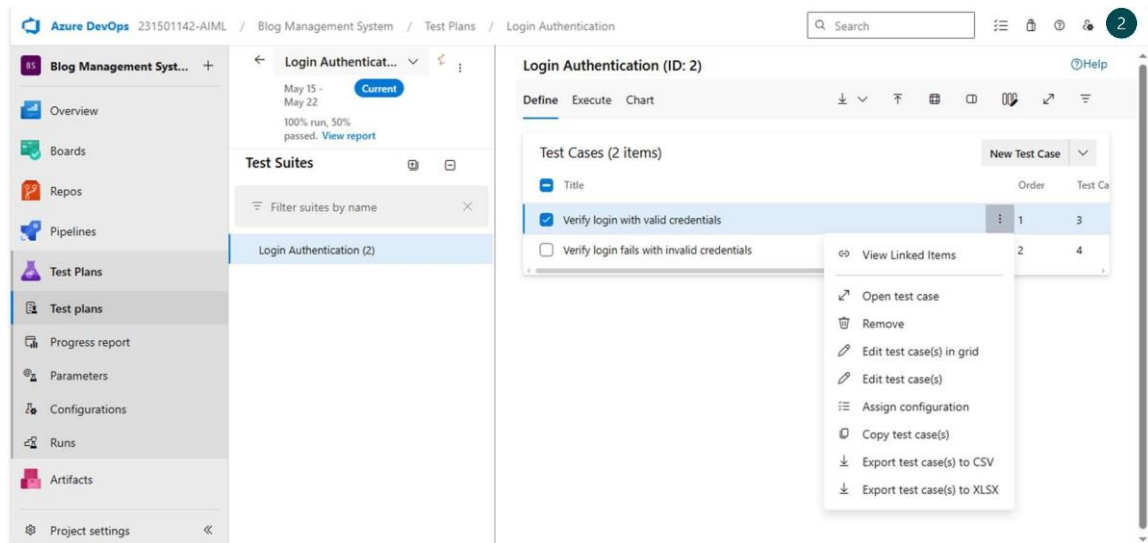 Azure DevOps 231501142-AIML / Blog Management System / Test Plans / Login Authentication
Search
2
BS Blog Management Syst... +
Overview
Boards
Repos
Pipelines
Test Plans
Test plans
Progress report
Parameters
Configurations
Runs
Artifacts
Project settings
Login Authenticat...
May 15 -
May 22
Current
100% run, 50%
passed. View report
Test Suites
Filter suites by name
Login Authentication (2)
Login Authentication (ID: 2)
Help
Define Execute Chart
Test Cases (2 items)
New Test Case
Title Order Test Ca
Verify login with valid credentials 1 3
Verify login fails with invalid credentials 2 4
View Linked Items
Open test case
Remove
Edit test case(s) in grid
Edit test case(s)
Assign configuration
Copy test case(s)
Export test case(s) to CSV
Export test case(s) to XLSX